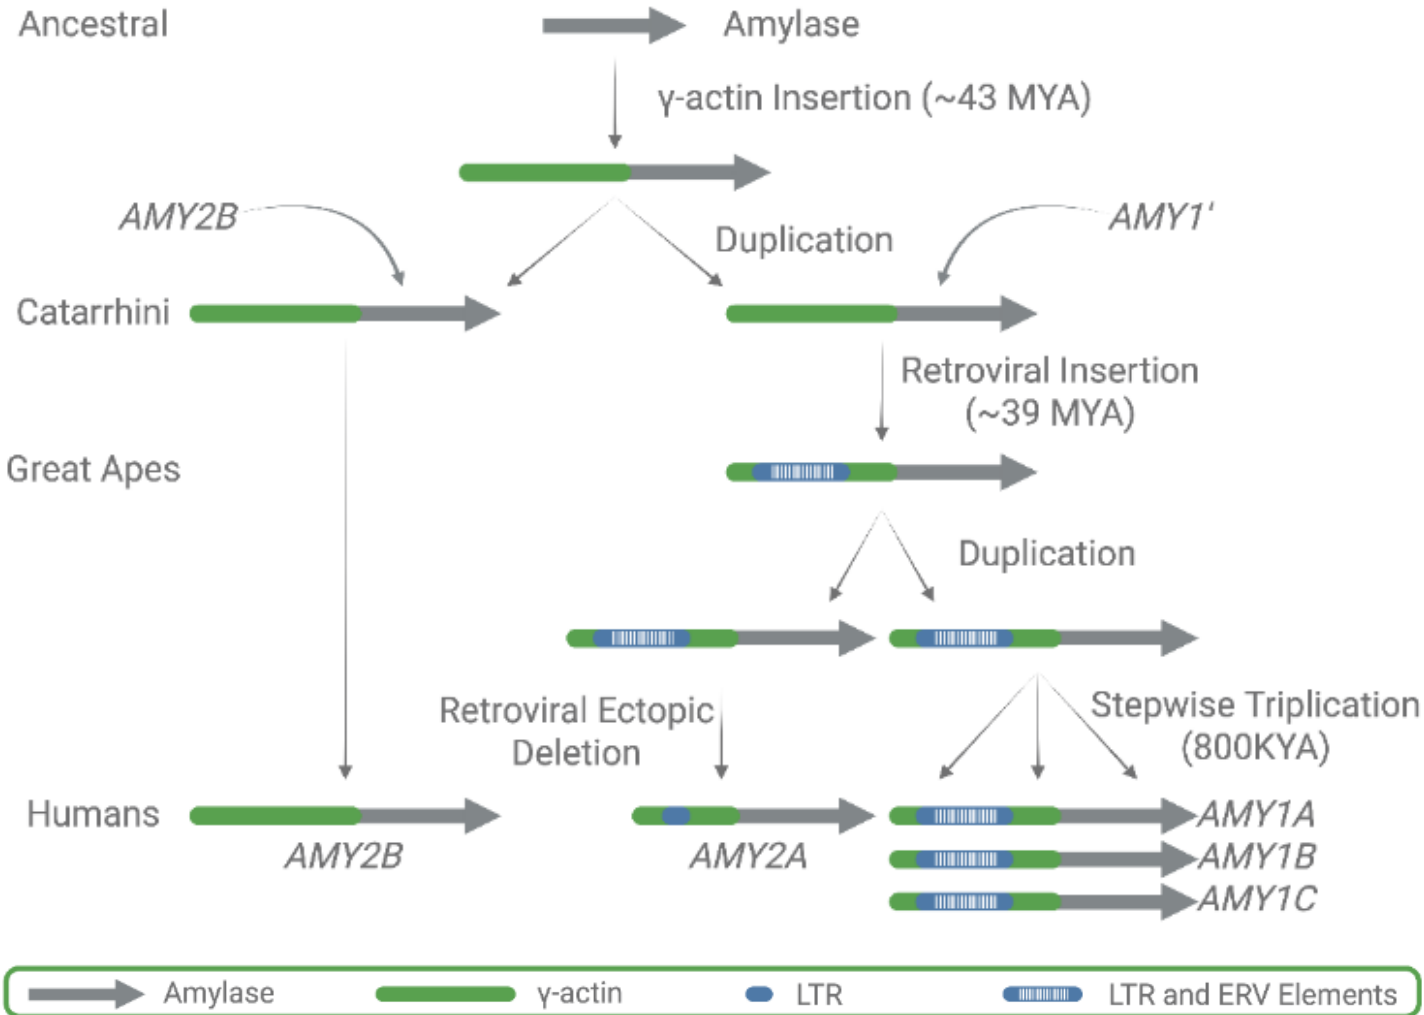 Ancestral
Amylase
γ-actin Insertion (~43 MYA)
AMY2B
AMY1'
Duplication
Catarrhini
Retroviral Insertion
(~39 MYA)
Great Apes
Duplication
Retroviral Ectopic
Deletion
Stepwise Triplication
(800KYA)
Humans
AMY1A
AMY2B
AMY2A
AMY1B
AMY1C
Amylase
γ-actin
LTR
LTR and ERV Elements